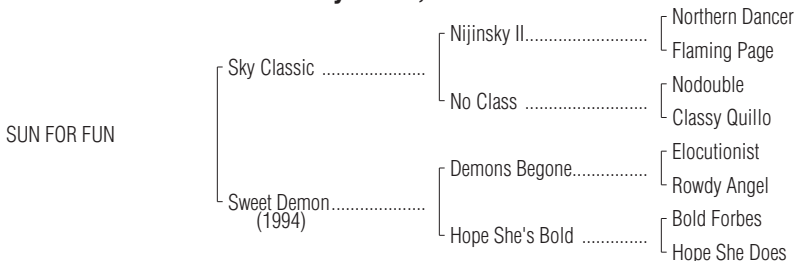 Northern Dancer
Nijinsky II..........................
Flaming Page
Sky Classic ......................
Nodouble
No Class ..........................
Classy Quillo
SUN FOR FUN
Elocutionist
Demons Begone................
Rowdy Angel
Sweet Demon....................
(1994)
Bold Forbes
Hope She's Bold ..............
Hope She Does